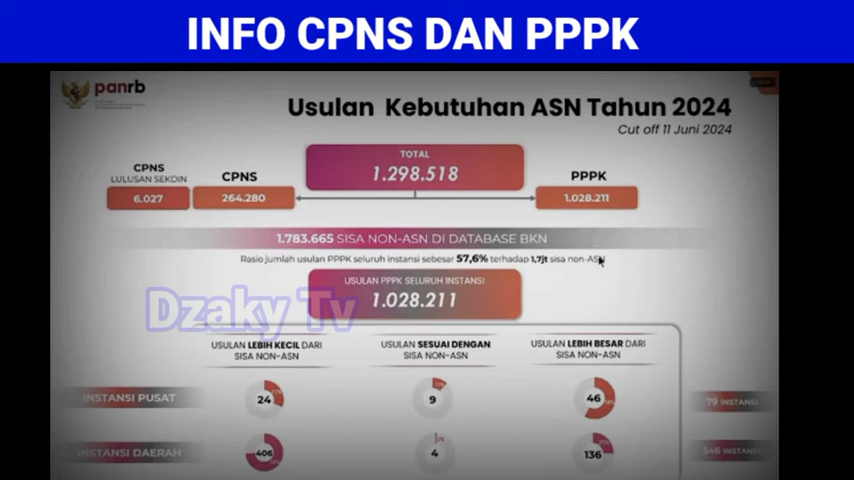 INFO CPNS DAN PPPK
panrb
Usulan Kebutuhan ASN Tahun 2024
Cut off 11 Juni 2024
TOTAL
1.298.518
CPNS
LULUSAN SEKDIN
6.027
CPNS
264.280
PPPK
1.028.211
1.783.665 SISA NON-ASN DI DATABASE BKN
Rasio jumlah usulan PPPK seluruh instansi sebesar 57,6% terhadap 1,7jt sisa non-ASN
USULAN PPPK SELURUH INSTANSI
1.028.211
Dzaky Tv
USULAN LEBIH KECIL DARI
SISA NON-ASN
USULAN SESUAI DENGAN
SISA NON-ASN
USULAN LEBIH BESAR DARI
SISA NON-ASN
INSTANSI PUSAT
24
9
46
79 INSTANSI
INSTANSI DAERAH
406
4
136
546 INSTANSI